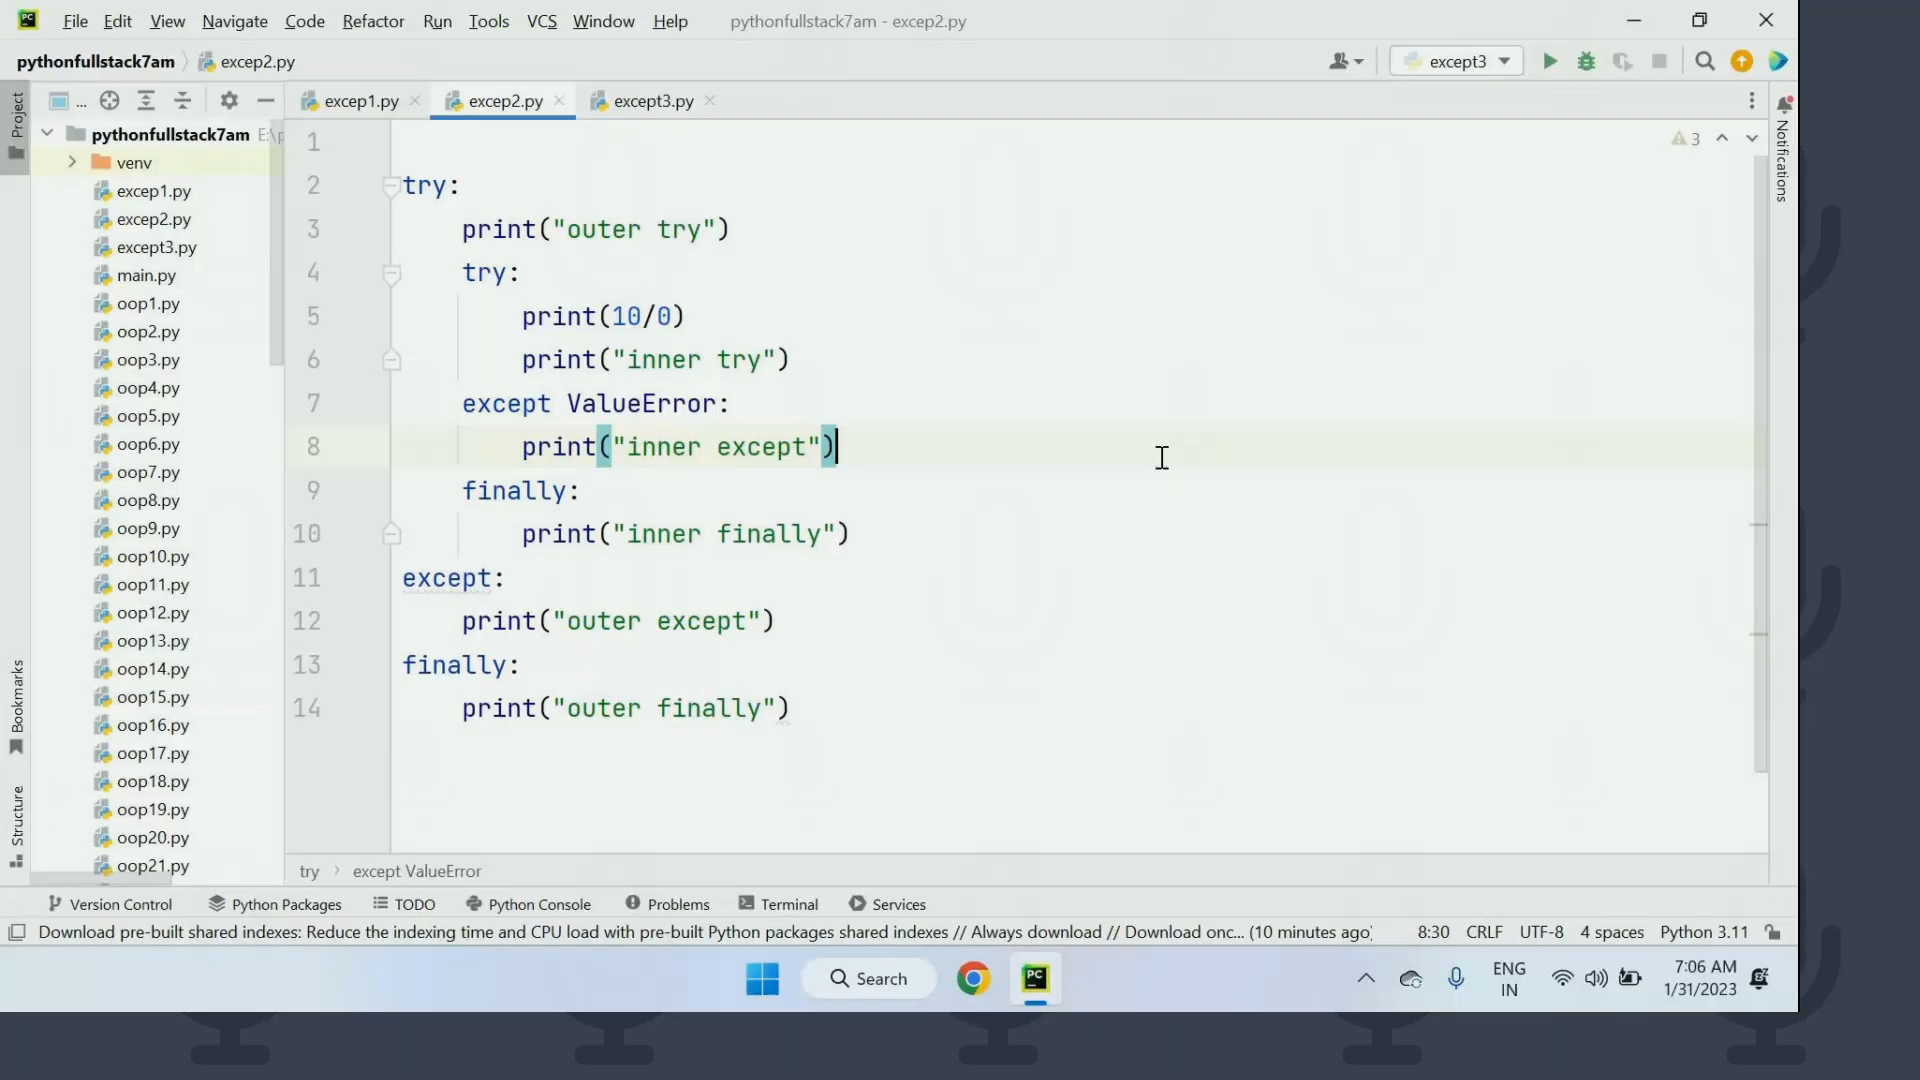 PC File Edit View Navigate Code Refactor Run Tools VCS Window Help pythonfullstack7am - excep2.py
pythonfullstack7am excep2.py except3
Project ... excep1.py excep2.py except3.py
pythonfullstack7am E:\p
venv
excep1.py
excep2.py
except3.py
main.py
oop1.py
oop2.py
oop3.py
oop4.py
oop5.py
oop6.py
oop7.py
oop8.py
oop9.py
oop10.py
oop11.py
oop12.py
oop13.py
oop14.py
oop15.py
oop16.py
oop17.py
oop18.py
oop19.py
oop20.py
oop21.py
Bookmarks
Structure
1
2 try:
3 print("outer try")
4 try:
5 print(10/0)
6 print("inner try")
7 except ValueError:
8 print("inner except")
9 finally:
10 print("inner finally")
11 except:
12 print("outer except")
13 finally:
14 print("outer finally")
3
Notifications
try except ValueError
Version Control Python Packages TODO Python Console Problems Terminal Services
Download pre-built shared indexes: Reduce the indexing time and CPU load with pre-built Python packages shared indexes // Always download // Download onc... (10 minutes ago) 8:30 CRLF UTF-8 4 spaces Python 3.11
Search PC ENG 7:06 AM
IN 1/31/2023